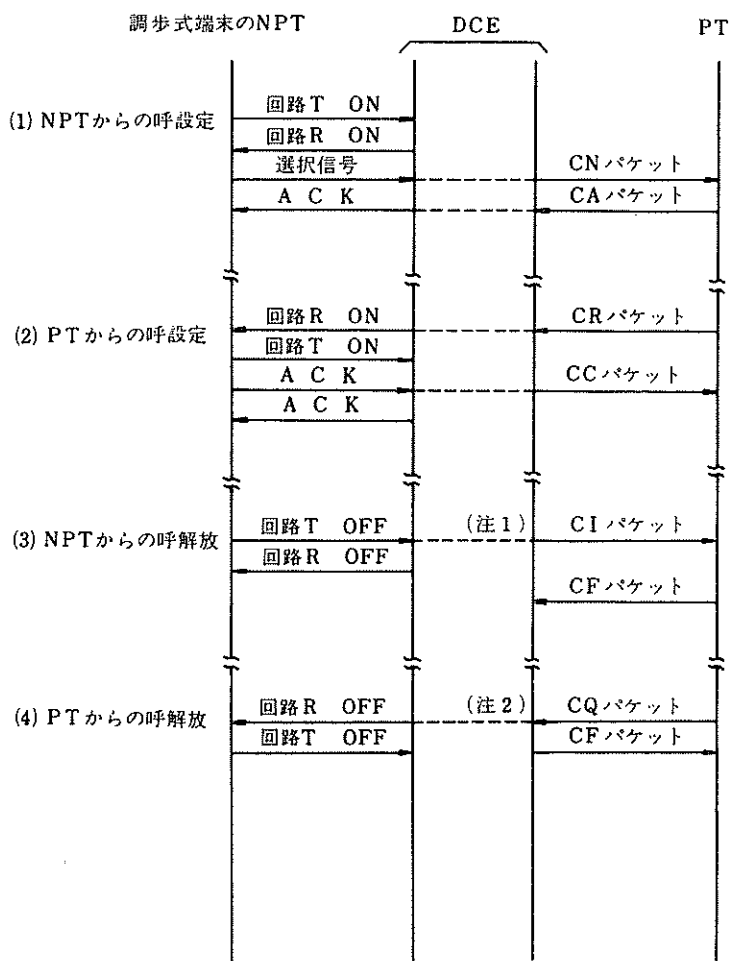 調歩式端末のNPT DCE PT
(1) NPTからの呼設定
回路T ON
回路R ON
選択信号 CNパケット
ACK CAパケット
(2) PTからの呼設定
回路R ON CRパケット
回路T ON
ACK CCパケット
ACK
(3) NPTからの呼解放
回路T OFF (注1) CIパケット
回路R OFF
CFパケット
(4) PTからの呼解放
回路R OFF (注2) CQパケット
回路T OFF CFパケット